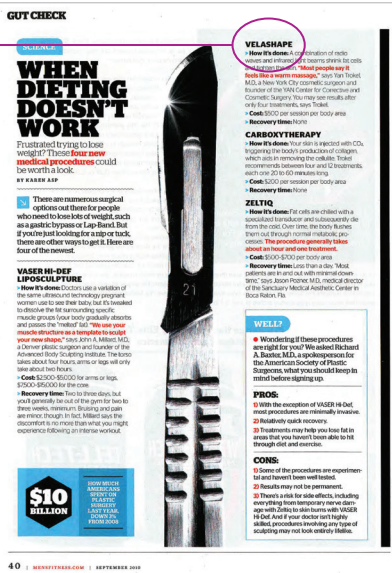 GUT CHECK
SCIENCE
WHEN
DIETING
DOESN'T
WORK
Frustrated trying to lose
weight? These four new
medical procedures could
be worth a look.
BY KAREN ASP
There are numerous surgical
options out there for people
who need to lose lots of weight, such
as a gastric bypass or Lap-Band. But
if you're just looking for a nip or tuck,
there are other ways to get it. Here are
four of the newest.
VASER HI-DEF
LIPOSCULPTURE
How it's done: Doctors use a variation of
the same ultrasound technology pregnant
women use to see their baby, but it's tweaked
to dissolve the fat surrounding specific
muscle groups (your body gradually absorbs
and passes the "melted" fat). "We use your
muscle structure as a template to sculpt
your new shape," says John A. Millard, M.D.,
a Denver plastic surgeon and founder of the
Advanced Body Sculpting Institute. The torso
takes about four hours, arms or legs will only
take about two hours.
Cost: $2,500-$5,000 for arms or legs,
$7,500-$15,000 for the core.
Recovery time: Two to three days, but
you'll generally be out of the gym for two to
three weeks, minimum. Bruising and pain
are minor, though. In fact, Millard says the
discomfort is no more than what you might
experience following an intense workout.
$10
BILLION
HOW MUCH
AMERICANS
SPENT ON
PLASTIC
SURGERY
LAST YEAR,
DOWN 2%
FROM 2008
21
VELASHAPE
How it's done: A combination of radio
waves and infrared light beams shrink fat cells
and tighten the skin. "Most people say it
feels like a warm massage," says Yan Trokel,
M.D., a New York City cosmetic surgeon and
founder of the YAN Center for Corrective and
Cosmetic Surgery. You may see results after
only four treatments, says Trokel.
Cost: $500 per session per body area
Recovery time: None
CARBOXYTHERAPY
How it's done: Your skin is injected with CO2,
triggering the body's production of collagen,
which aids in removing the cellulite. Trokel
recommends between four and 12 treatments,
each one 20 to 60 minutes long.
Cost: $200 per session per body area
Recovery time: None
ZELTIQ
How it's done: Fat cells are chilled with a
specialized transducer and subsequently die
from the cold. Over time, the body flushes
them out through normal metabolic pro-
cesses. The procedure generally takes
about an hour and one treatment.
Cost: $500-$700 per body area
Recovery time: Less than a day. "Most
patients are in and out with minimal down-
time," says Jason Pozner, M.D., medical director
of the Sanctuary Medical Aesthetic Center in
Boca Raton, Fla.
WELL?
Wondering if these procedures
are right for you? We asked Richard
A. Baxter, M.D., a spokesperson for
the American Society of Plastic
Surgeons, what you should keep in
mind before signing up.
PROS:
1) With the exception of VASER Hi-Def,
most procedures are minimally invasive.
2) Relatively quick recovery.
3) Treatments may help you lose fat in
areas that you haven't been able to hit
through diet and exercise.
CONS:
1) Some of the procedures are experimen-
tal and haven't been well tested.
2) Results may not be permanent.
3) There's a risk for side effects, including
everything from temporary nerve dam-
age with Zeltiq to skin burns with VASER
Hi-Def. And if your doctor isn't highly
skilled, procedures involving any type of
sculpting may not look entirely lifelike.
40 | MENSFITNESS.COM | SEPTEMBER 2010